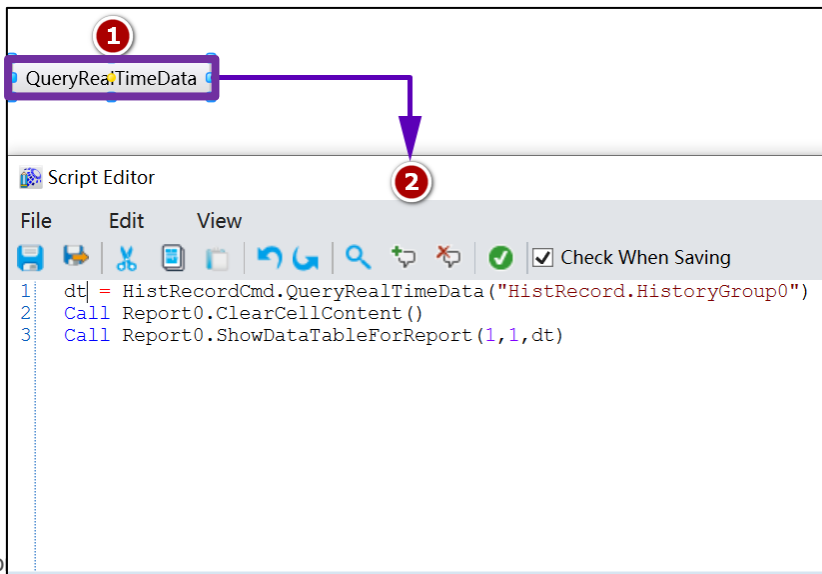 1
QueryRealTimeData
2
Script Editor
File Edit View
Check When Saving
1 dt = HistRecordCmd.QueryRealTimeData("HistRecord.HistoryGroup0")
2 Call Report0.ClearCellContent()
3 Call Report0.ShowDataTableForReport(1,1,dt)